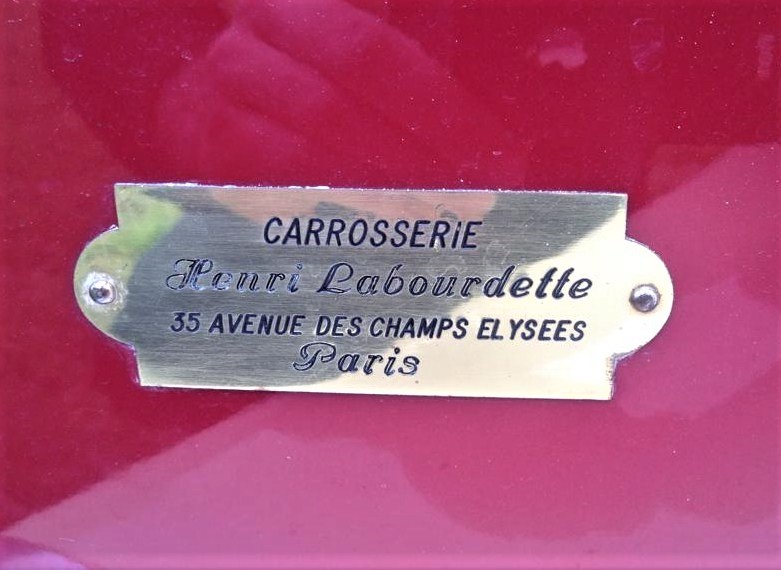 CARROSSERIE
Henri Labourdette
35 AVENUE DES CHAMPS ELYSEES
Paris